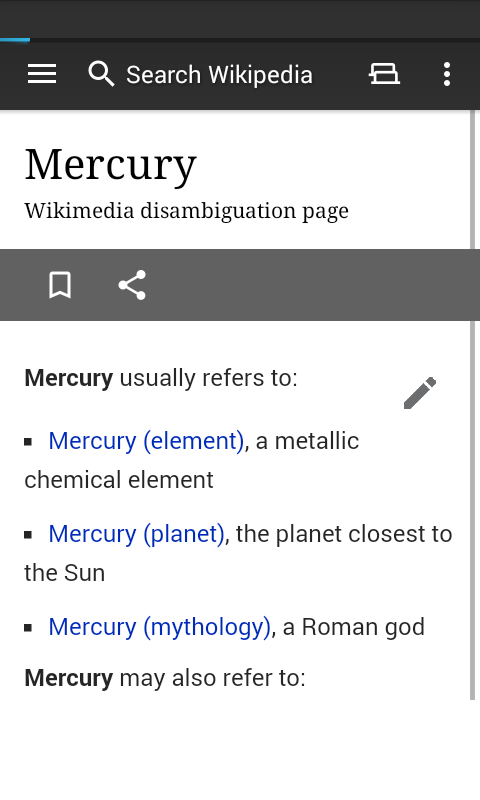 Search Wikipedia
Mercury
Wikimedia disambiguation page
Mercury usually refers to:
▪ Mercury (element), a metallic
chemical element
▪ Mercury (planet), the planet closest to
the Sun
▪ Mercury (mythology), a Roman god
Mercury may also refer to: